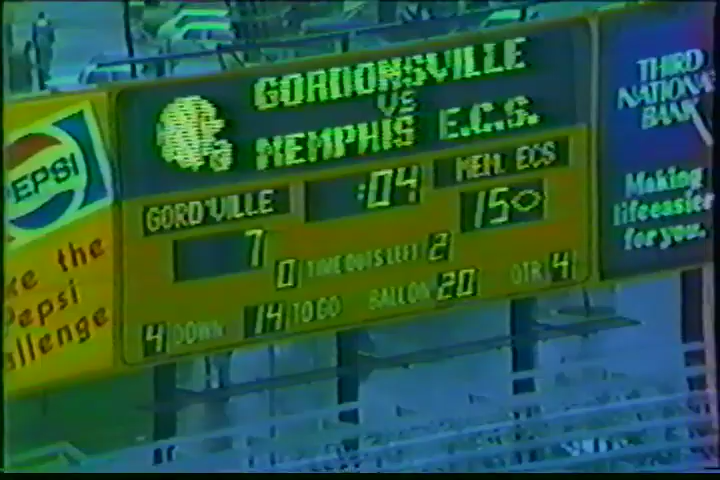 GORDONSVILLE
VS
MEMPHIS E.C.S.
GORD'VILLE :04 MEM. ECS
7 15
0 TIME OUTS LEFT 2
4 DOWN 14 TO GO BALL ON 20 QTR 4
PEPSI
the
Pepsi
THIRD
NATIONAL
BANK
Making
life easier
for you.